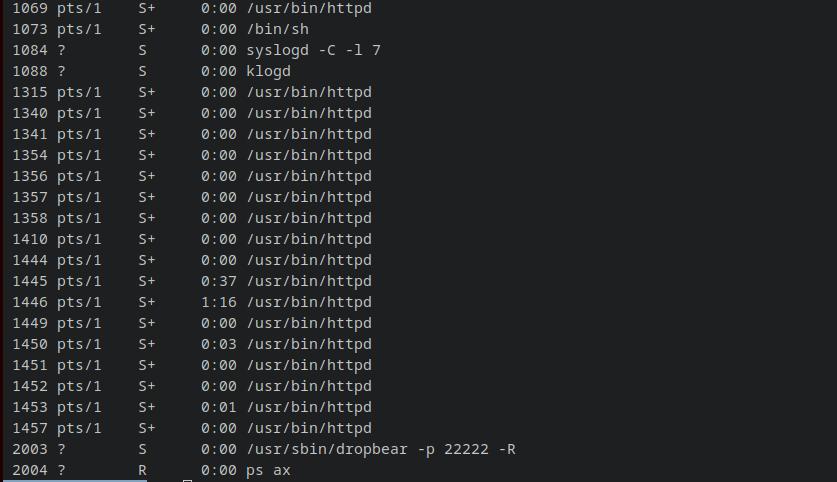 1069 pts/1    S+     0:00 /usr/bin/httpd
1073 pts/1    S+     0:00 /bin/sh
1084 ?        S      0:00 syslogd -C -l 7
1088 ?        S      0:00 klogd
1315 pts/1    S+     0:00 /usr/bin/httpd
1340 pts/1    S+     0:00 /usr/bin/httpd
1341 pts/1    S+     0:00 /usr/bin/httpd
1354 pts/1    S+     0:00 /usr/bin/httpd
1356 pts/1    S+     0:00 /usr/bin/httpd
1357 pts/1    S+     0:00 /usr/bin/httpd
1358 pts/1    S+     0:00 /usr/bin/httpd
1410 pts/1    S+     0:00 /usr/bin/httpd
1444 pts/1    S+     0:00 /usr/bin/httpd
1445 pts/1    S+     0:37 /usr/bin/httpd
1446 pts/1    S+     1:16 /usr/bin/httpd
1449 pts/1    S+     0:00 /usr/bin/httpd
1450 pts/1    S+     0:03 /usr/bin/httpd
1451 pts/1    S+     0:00 /usr/bin/httpd
1452 pts/1    S+     0:00 /usr/bin/httpd
1453 pts/1    S+     0:01 /usr/bin/httpd
1457 pts/1    S+     0:00 /usr/bin/httpd
2003 ?        S      0:00 /usr/sbin/dropbear -p 22222 -R
2004 ?        R      0:00 ps ax